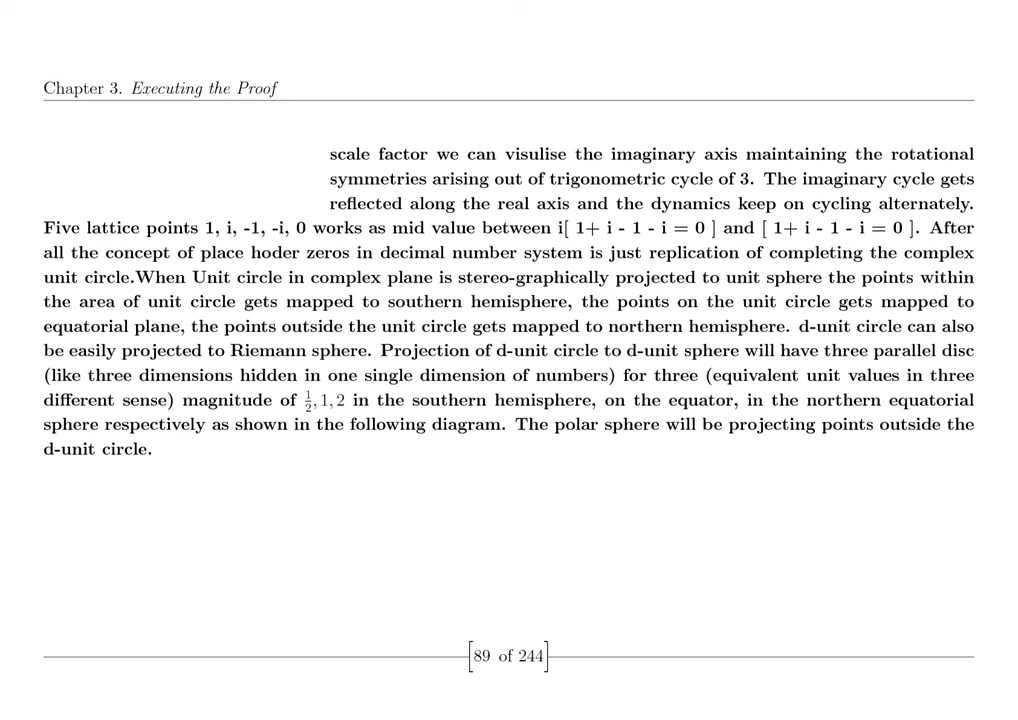 Chapter 3. Executing the Proof
scale factor we can visulise the imaginary axis maintaining the rotational
symmetries arising out of trigonometric cycle of 3. The imaginary cycle gets
reflected along the real axis and the dynamics keep on cycling alternately.
Five lattice points 1, i, -1, -i, 0 works as mid value between i[ 1+ i - 1 - i = 0 ] and [ 1+ i - 1 - i = 0 ]. After
all the concept of place hoder zeros in decimal number system is just replication of completing the complex
unit circle.When Unit circle in complex plane is stereo-graphically projected to unit sphere the points within
the area of unit circle gets mapped to southern hemisphere, the points on the unit circle gets mapped to
equatorial plane, the points outside the unit circle gets mapped to northern hemisphere. d-unit circle can also
be easily projected to Riemann sphere. Projection of d-unit circle to d-unit sphere will have three parallel disc
(like three dimensions hidden in one single dimension of numbers) for three (equivalent unit values in three
different sense) magnitude of 1/2, 1, 2 in the southern hemisphere, on the equator, in the northern equatorial
sphere respectively as shown in the following diagram. The polar sphere will be projecting points outside the
d-unit circle.
[89 of 244]